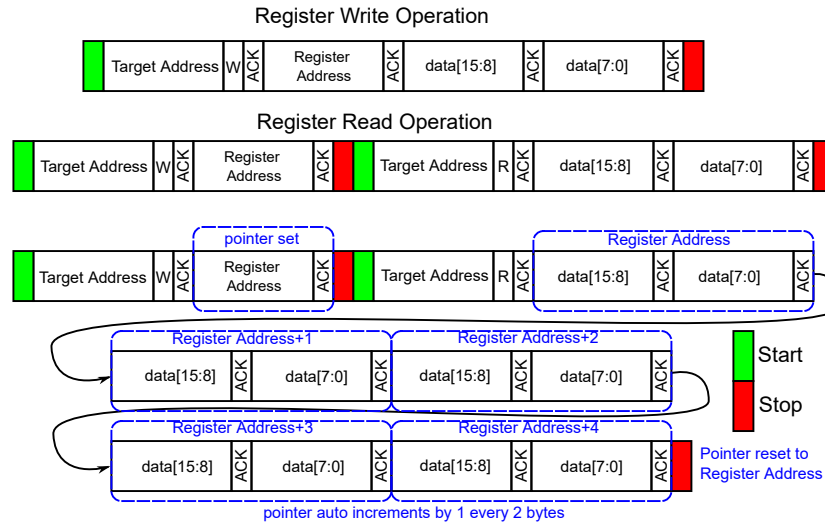 Register Write Operation
Target Address W ACK Register Address ACK data[15:8] ACK data[7:0] ACK
Register Read Operation
Target Address W ACK Register Address ACK Target Address R ACK data[15:8] ACK data[7:0] ACK
pointer set Register Address
Target Address W ACK Register Address ACK Target Address R ACK data[15:8] ACK data[7:0] ACK
Register Address+1 Register Address+2
data[15:8] ACK data[7:0] ACK data[15:8] ACK data[7:0] ACK
Start
Stop
Register Address+3 Register Address+4
data[15:8] ACK data[7:0] ACK data[15:8] ACK data[7:0] ACK
Pointer reset to
Register Address
pointer auto increments by 1 every 2 bytes